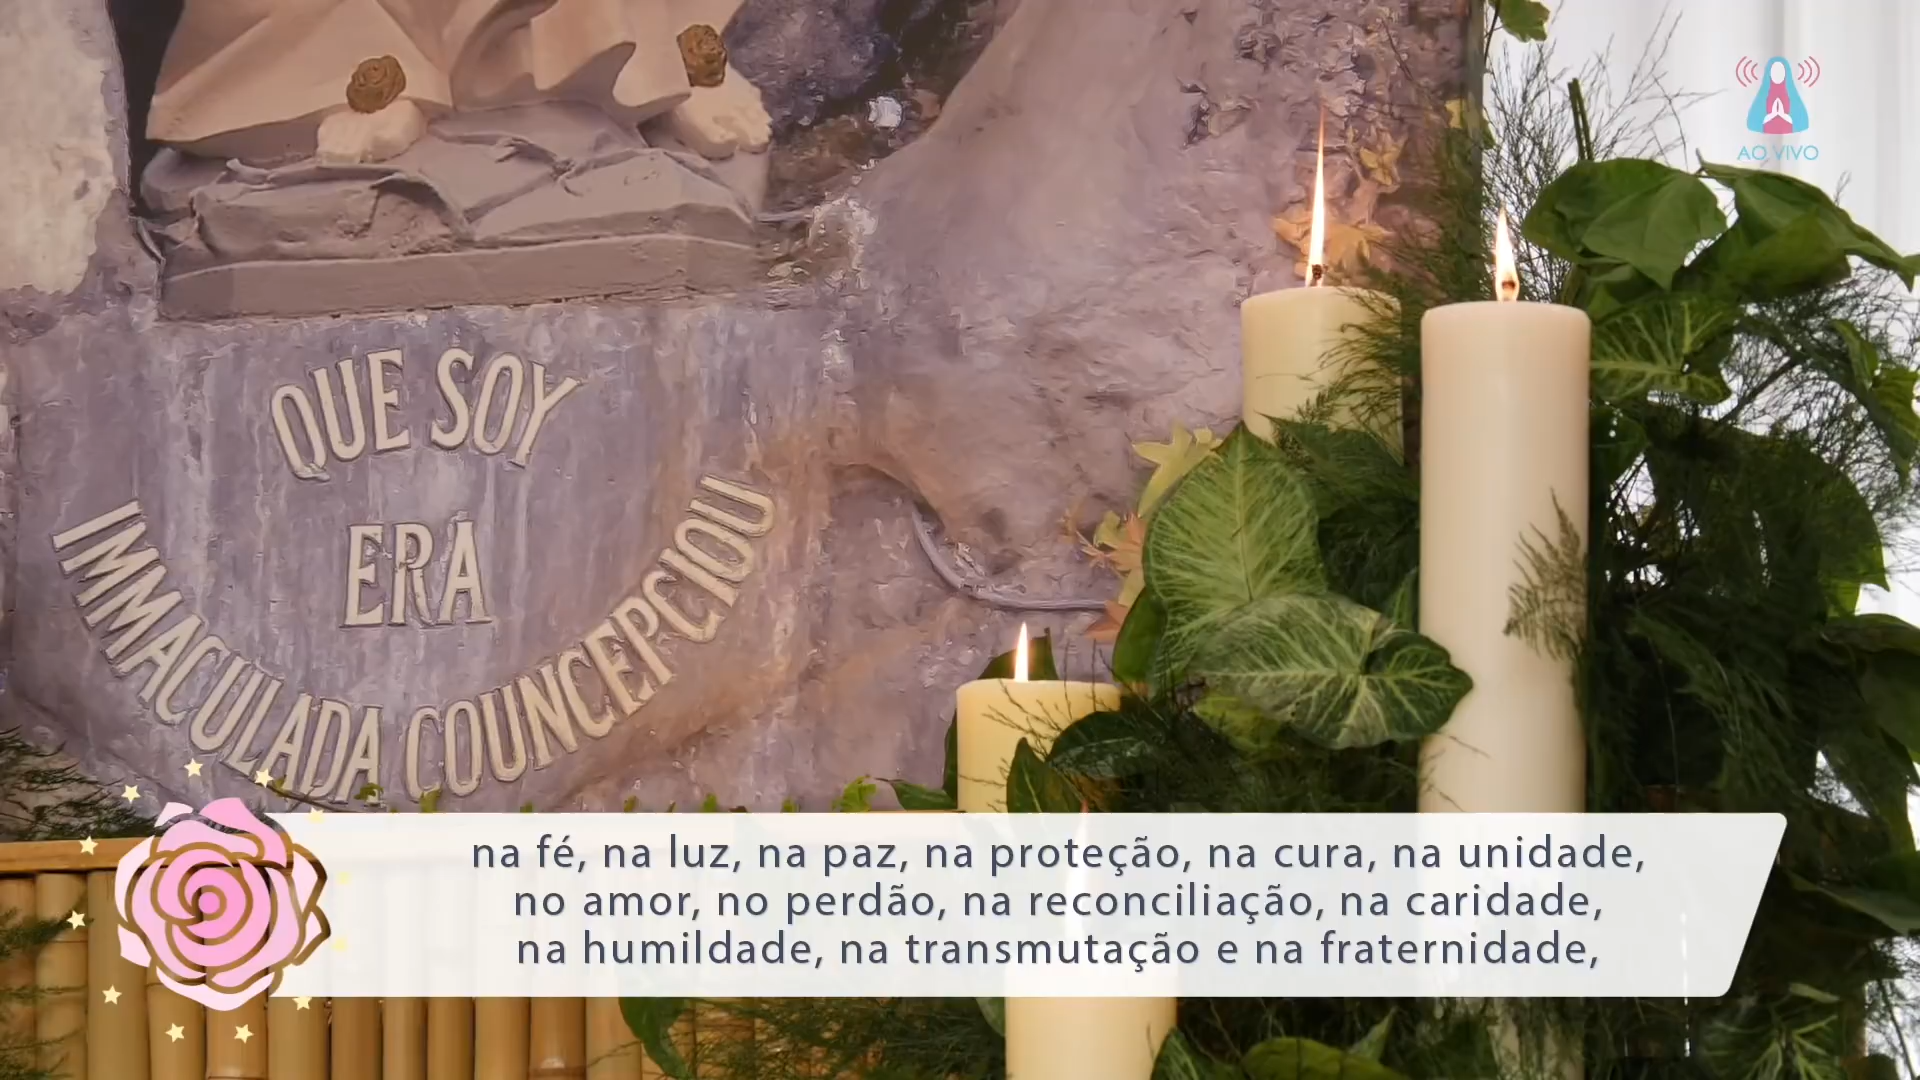 AO VIVO
QUE SOY
ERA
IMMACULADA COUNCEPCIOU
na fé, na luz, na paz, na proteção, na cura, na unidade,
no amor, no perdão, na reconciliação, na caridade,
na humildade, na transmutação e na fraternidade,